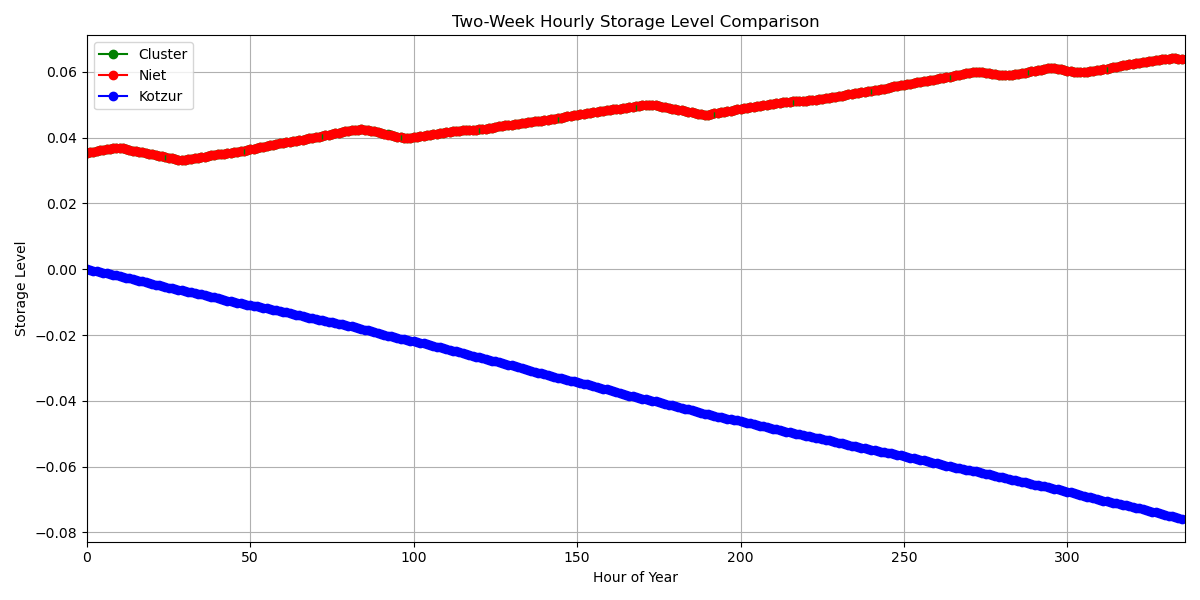 Two-Week Hourly Storage Level Comparison
Cluster
Niet
Kotzur
0.06
0.04
0.02
0.00
−0.02
−0.04
−0.06
−0.08
Storage Level
0 50 100 150 200 250 300
Hour of Year